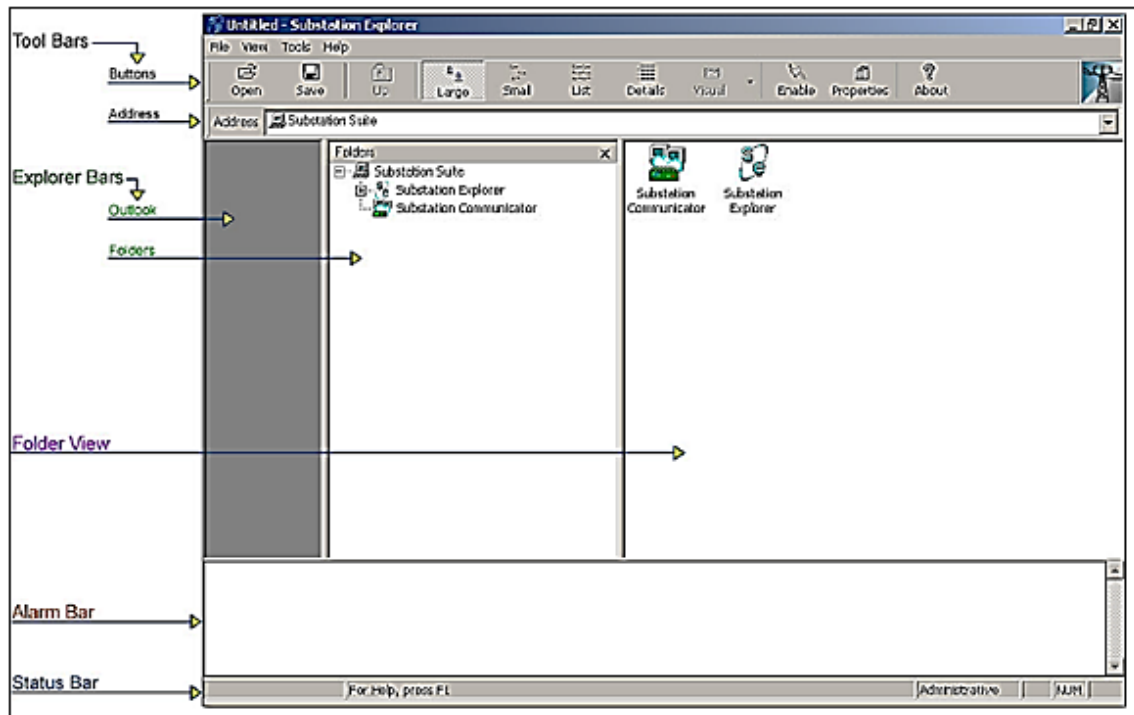 Untitled - Substation Explorer
File View Tools Help
Tool Bars
Buttons
Open Save Up Large Small List Details Visual Enable Properties About
Address
Address Substation Suite
Explorer Bars
Outlook
Folders
Folders
Substation Suite
Substation Explorer
Substation Communicator
Substation Communicator
Substation Explorer
Folder View
Alarm Bar
Status Bar
For Help, press F1
Administrative NUM